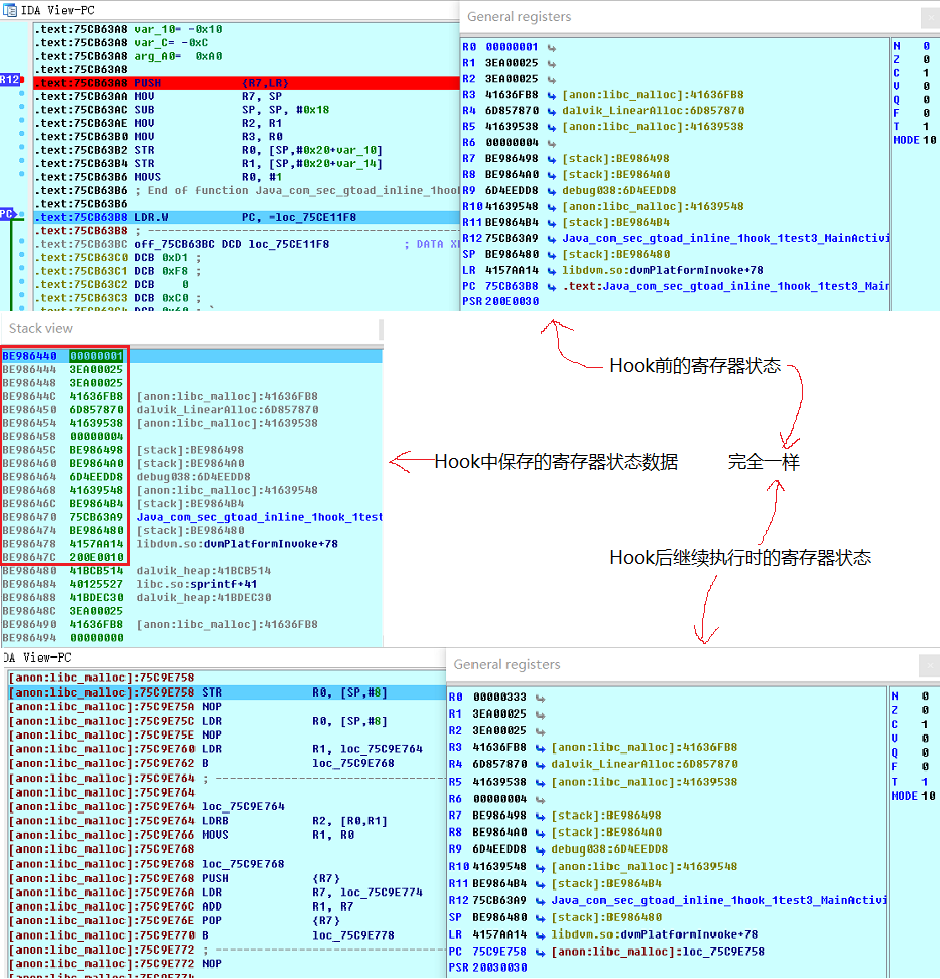 IDA View-PC
.text:75CB63A8 var_10= -0x10
.text:75CB63A8 var_C= -0xC
.text:75CB63A8 arg_A0= 0xA0
.text:75CB63A8
.text:75CB63A8 PUSH {R7,LR}
R12
.text:75CB63AA MOV R7, SP
.text:75CB63AC SUB SP, SP, #0x18
.text:75CB63AE MOV R2, R1
.text:75CB63B0 MOV R3, R0
.text:75CB63B2 STR R0, [SP,#0x20+var_10]
.text:75CB63B4 STR R1, [SP,#0x20+var_14]
.text:75CB63B6 MOVS R0, #1
.text:75CB63B6 ; End of function Java_com_sec_gtoad_inline_1hook
.text:75CB63B6
PC
.text:75CB63B8 LDR.W PC, =loc_75CE11F8
.text:75CB63B8 ; ---------------------------
.text:75CB63BC off_75CB63BC DCD loc_75CE11F8 ; DATA X
.text:75CB63C0 DCB 0xD1 ;
.text:75CB63C1 DCB 0xF8 ;
.text:75CB63C2 DCB 0
.text:75CB63C3 DCB 0xC0 ;
General registers
R0 00000001
R1 3EA00025
R2 3EA00025
R3 41636FB8 [anon:libc_malloc]:41636FB8
R4 6D857870 dalvik_LinearAlloc:6D857870
R5 41639538 [anon:libc_malloc]:41639538
R6 00000004
R7 BE986498 [stack]:BE986498
R8 BE9864A0 [stack]:BE9864A0
R9 6D4EEDD8 debug038:6D4EEDD8
R10 41639548 [anon:libc_malloc]:41639548
R11 BE9864B4 [stack]:BE9864B4
R12 75CB63A9 Java_com_sec_gtoad_inline_1hook_1test3_MainActivi
SP BE986480 [stack]:BE986480
LR 4157AA14 libdvm.so:dvmPlatformInvoke+78
PC 75CB63B8 .text:Java_com_sec_gtoad_inline_1hook_1test3_Main
PSR 200E0030
N 0
Z 0
C 1
V 0
Q 0
F 0
T 1
MODE 10
Stack view
BE986440 00000001
BE986444 3EA00025
BE986448 3EA00025
BE98644C 41636FB8 [anon:libc_malloc]:41636FB8
BE986450 6D857870 dalvik_LinearAlloc:6D857870
BE986454 41639538 [anon:libc_malloc]:41639538
BE986458 00000004
BE98645C BE986498 [stack]:BE986498
BE986460 BE9864A0 [stack]:BE9864A0
BE986464 6D4EEDD8 debug038:6D4EEDD8
BE986468 41639548 [anon:libc_malloc]:41639548
BE98646C BE9864B4 [stack]:BE9864B4
BE986470 75CB63A9 Java_com_sec_gtoad_inline_1hook_1test
BE986474 BE986480 [stack]:BE986480
BE986478 4157AA14 libdvm.so:dvmPlatformInvoke+78
BE98647C 200E0010
BE986480 41BCB514 dalvik_heap:41BCB514
BE986484 40125527 libc.so:sprintf+41
BE986488 41BDEC30 dalvik_heap:41BDEC30
BE98648C 3EA00025
BE986490 41636FB8 [anon:libc_malloc]:41636FB8
BE986494 00000000
Hook前的寄存器状态
Hook中保存的寄存器状态数据
完全一样
Hook后继续执行时的寄存器状态
DA View-PC
[anon:libc_malloc]:75C9E758
[anon:libc_malloc]:75C9E758 STR R0, [SP,#8]
[anon:libc_malloc]:75C9E75A NOP
[anon:libc_malloc]:75C9E75C LDR R0, [SP,#8]
[anon:libc_malloc]:75C9E75E NOP
[anon:libc_malloc]:75C9E760 LDR R1, loc_75C9E764
[anon:libc_malloc]:75C9E762 B loc_75C9E768
[anon:libc_malloc]:75C9E764 ; ---------------------------
[anon:libc_malloc]:75C9E764
[anon:libc_malloc]:75C9E764 loc_75C9E764
[anon:libc_malloc]:75C9E764 LDRB R2, [R0,R1]
[anon:libc_malloc]:75C9E766 MOVS R1, R0
[anon:libc_malloc]:75C9E768
[anon:libc_malloc]:75C9E768 loc_75C9E768
[anon:libc_malloc]:75C9E768 PUSH {R7}
[anon:libc_malloc]:75C9E76A LDR R7, loc_75C9E774
[anon:libc_malloc]:75C9E76C ADD R1, R7
[anon:libc_malloc]:75C9E76E POP {R7}
[anon:libc_malloc]:75C9E770 B loc_75C9E778
[anon:libc_malloc]:75C9E772 ; ---------------------------
[anon:libc_malloc]:75C9E772 NOP
General registers
R0 00000333
R1 3EA00025
R2 3EA00025
R3 41636FB8 [anon:libc_malloc]:41636FB8
R4 6D857870 dalvik_LinearAlloc:6D857870
R5 41639538 [anon:libc_malloc]:41639538
R6 00000004
R7 BE986498 [stack]:BE986498
R8 BE9864A0 [stack]:BE9864A0
R9 6D4EEDD8 debug038:6D4EEDD8
R10 41639548 [anon:libc_malloc]:41639548
R11 BE9864B4 [stack]:BE9864B4
R12 75CB63A9 Java_com_sec_gtoad_inline_1hook_1test3_MainActivi
SP BE986480 [stack]:BE986480
LR 4157AA14 libdvm.so:dvmPlatformInvoke+78
PC 75C9E758 [anon:libc_malloc]:loc_75C9E758
PSR 20030030
N 0
Z 0
C 1
V 0
Q 0
F 0
T 1
MODE 10